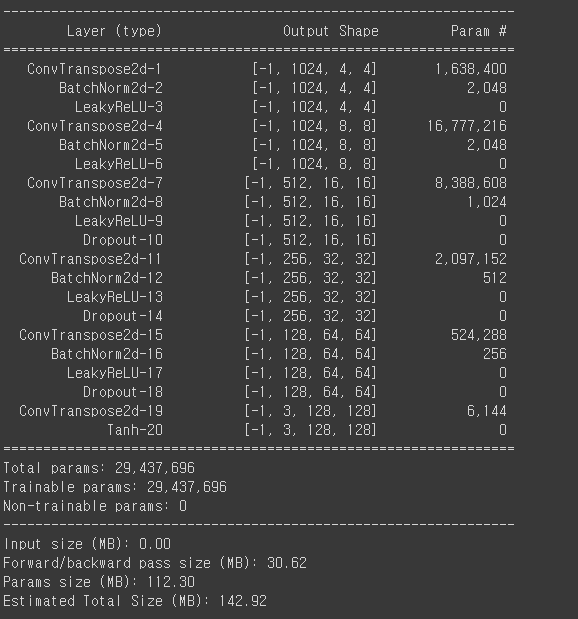 ----------------------------------------------------------------
Layer (type) Output Shape Param #
================================================================
ConvTranspose2d-1 [-1, 1024, 4, 4] 1,638,400
BatchNorm2d-2 [-1, 1024, 4, 4] 2,048
LeakyReLU-3 [-1, 1024, 4, 4] 0
ConvTranspose2d-4 [-1, 1024, 8, 8] 16,777,216
BatchNorm2d-5 [-1, 1024, 8, 8] 2,048
LeakyReLU-6 [-1, 1024, 8, 8] 0
ConvTranspose2d-7 [-1, 512, 16, 16] 8,388,608
BatchNorm2d-8 [-1, 512, 16, 16] 1,024
LeakyReLU-9 [-1, 512, 16, 16] 0
Dropout-10 [-1, 512, 16, 16] 0
ConvTranspose2d-11 [-1, 256, 32, 32] 2,097,152
BatchNorm2d-12 [-1, 256, 32, 32] 512
LeakyReLU-13 [-1, 256, 32, 32] 0
Dropout-14 [-1, 256, 32, 32] 0
ConvTranspose2d-15 [-1, 128, 64, 64] 524,288
BatchNorm2d-16 [-1, 128, 64, 64] 256
LeakyReLU-17 [-1, 128, 64, 64] 0
Dropout-18 [-1, 128, 64, 64] 0
ConvTranspose2d-19 [-1, 3, 128, 128] 6,144
Tanh-20 [-1, 3, 128, 128] 0
================================================================
Total params: 29,437,696
Trainable params: 29,437,696
Non-trainable params: 0
----------------------------------------------------------------
Input size (MB): 0.00
Forward/backward pass size (MB): 30.62
Params size (MB): 112.30
Estimated Total Size (MB): 142.92
----------------------------------------------------------------